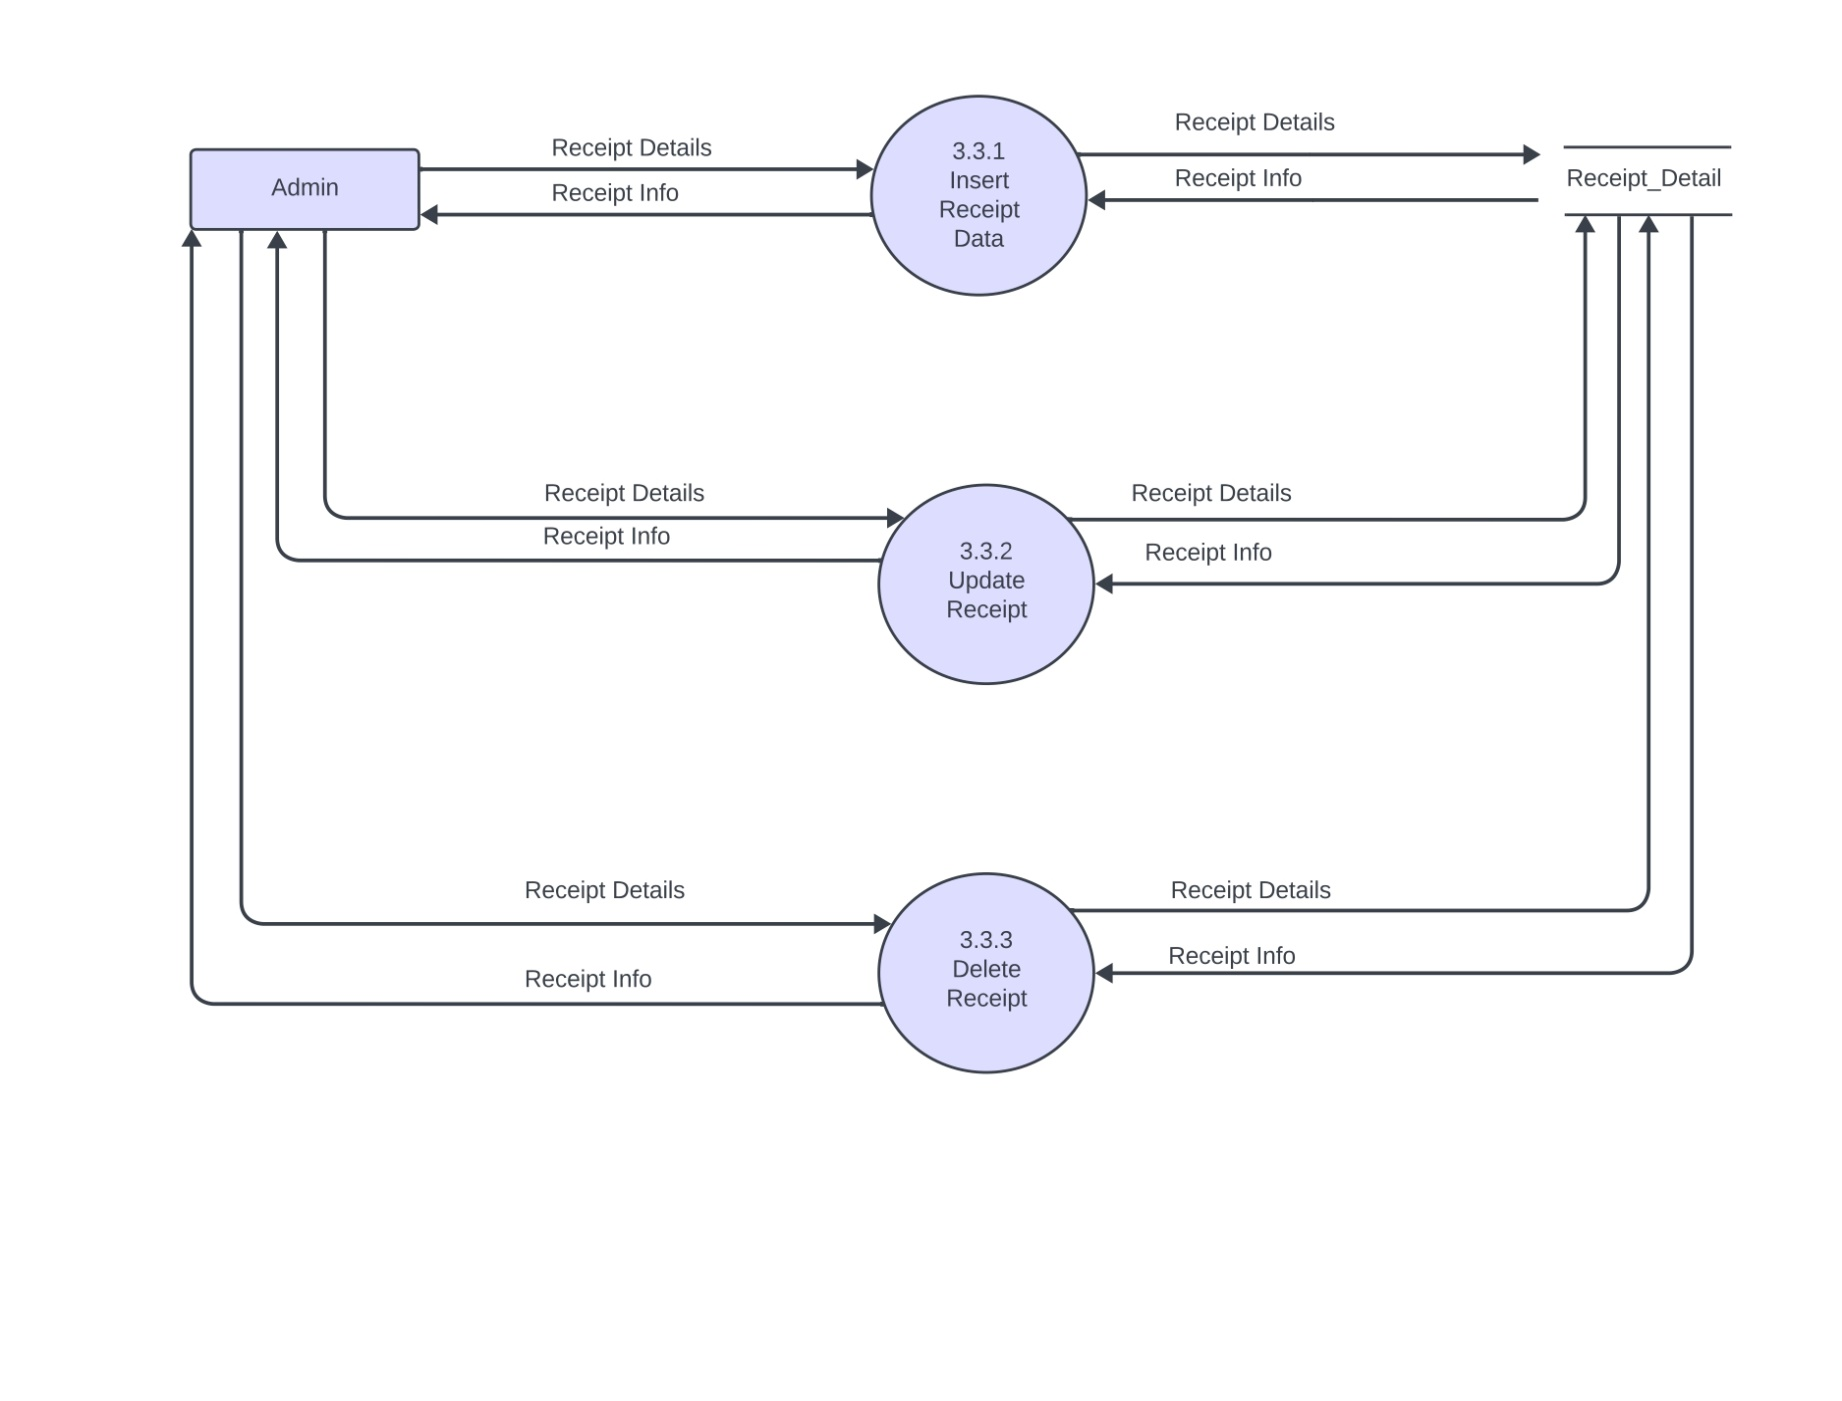 Receipt Details
Receipt Details
3.3.1
Insert
Receipt
Data
Admin
Receipt Info
Receipt Info
Receipt_Detail
Receipt Details
Receipt Details
Receipt Info
3.3.2
Update
Receipt
Receipt Info
Receipt Details
Receipt Details
3.3.3
Delete
Receipt
Receipt Info
Receipt Info